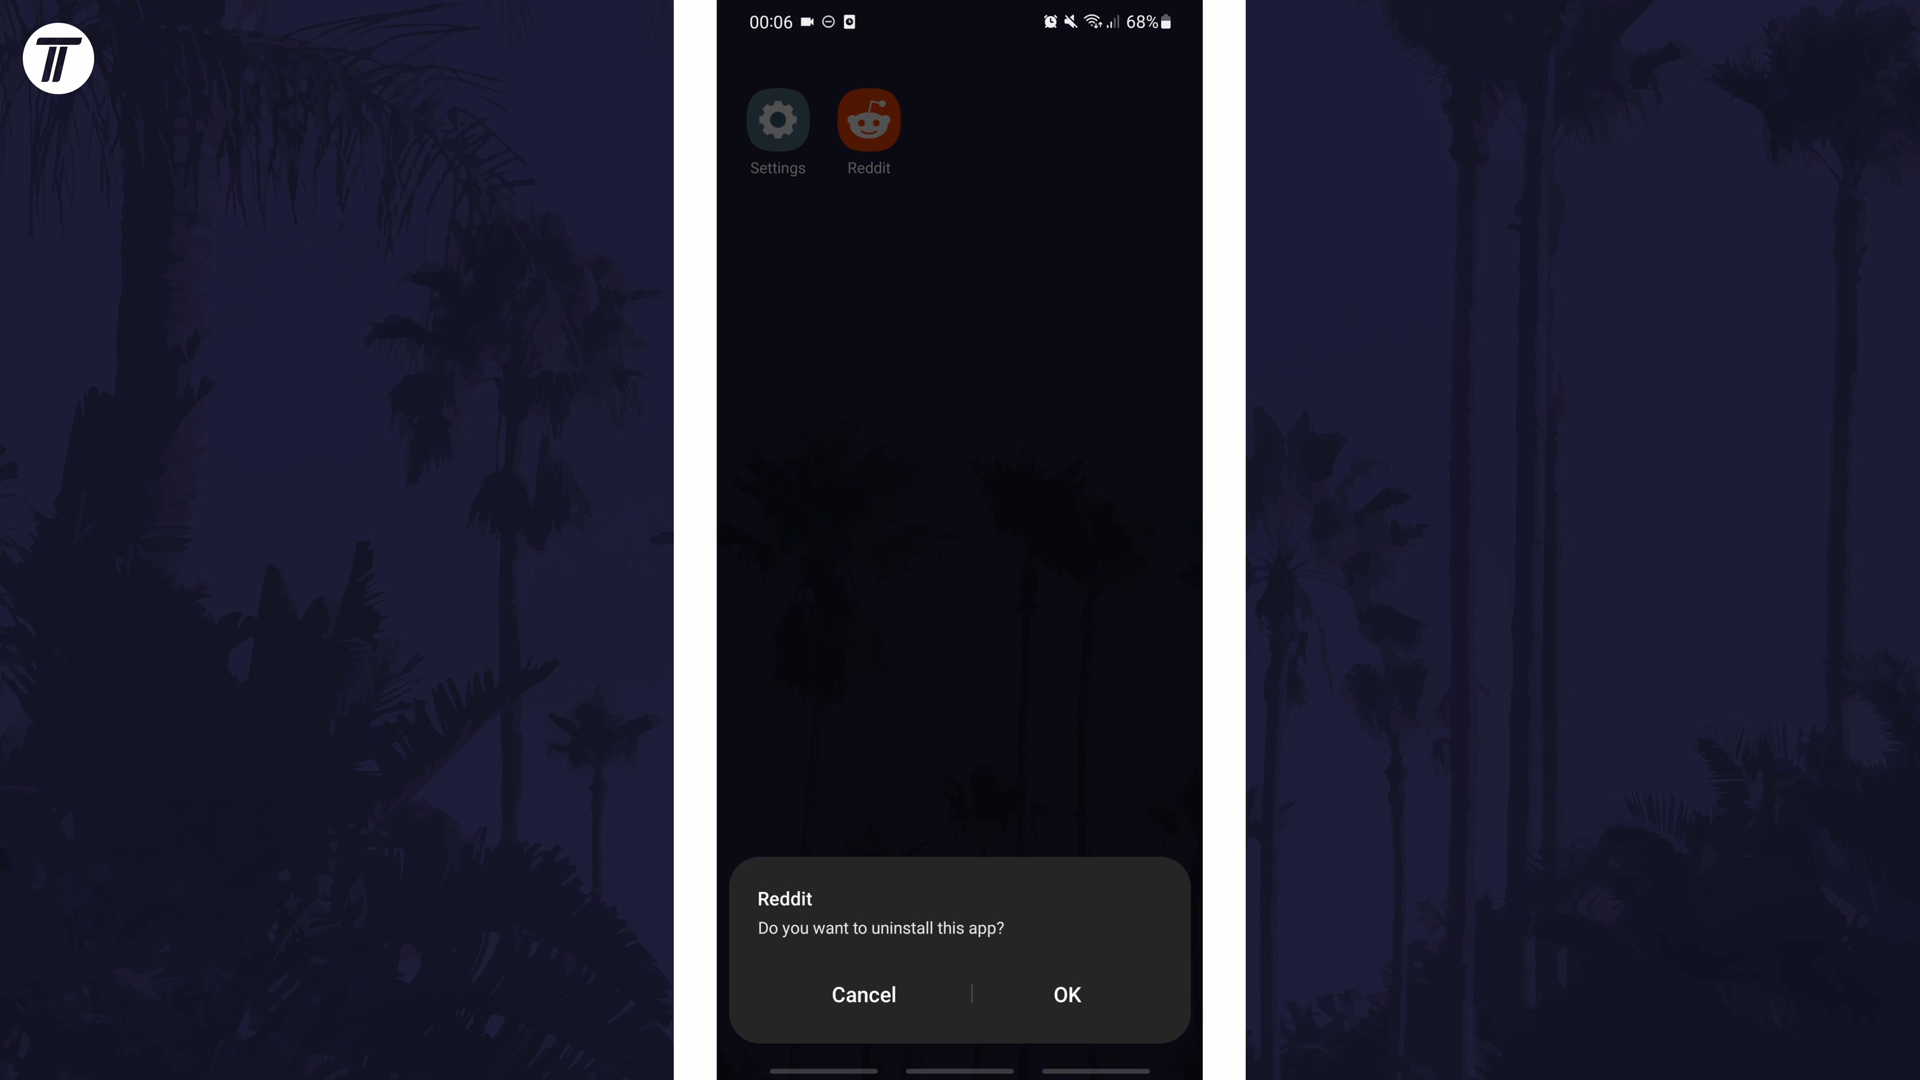 00:06 68%
Settings Reddit
Reddit
Do you want to uninstall this app?
Cancel OK